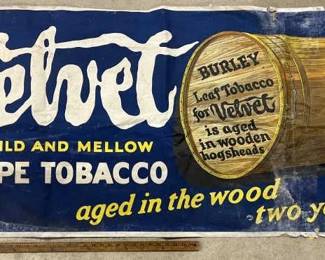 elvet
ILD AND MELLOW
PE TOBACCO
BURLEY
Leaf Tobacco
for Velvet
is aged
in wooden
hogsheads
aged in the wood
two ye